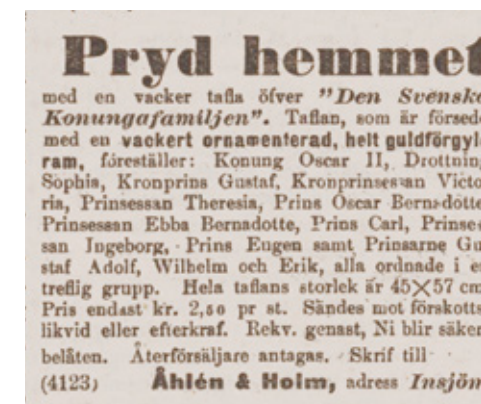 Pryd hemmet
med en vacker tafla öfver "Den Svenska
Konungafamiljen". Taflan, som är försedd
med en vackert ornamenterad, helt guldförgyl
ram, föreställer: Konung Oscar II, Drottning
Sophia, Kronprins Gustaf, Kronprinsessan Victo
ria, Prinsessan Theresia, Prins Oscar Bernadotte
Prinsessan Ebba Bernadotte, Prins Carl, Prinses
san Ingeborg, Prins Eugen samt Prinsarne Gu
staf Adolf, Wilhelm och Erik, alla ordnade i e
treflig grupp. Hela taflans storlek är 45×57 cm
Pris endast kr. 2,50 pr st. Sändes mot förskotts
likvid eller efterkraf. Rekv. genast, Ni blir säker
belåten. Återförsäljare antagas. Skrif till
(4123) Åhlén & Holm, adress Insjön